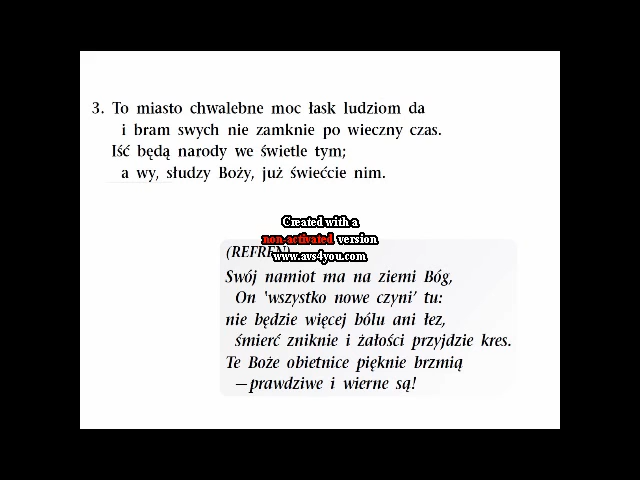 3. To miasto chwalebne moc łask ludziom da
i bram swych nie zamknie po wieczny czas.
Iść będą narody we świetle tym;
a wy, słudzy Boży, już świećcie nim.
Created with a
non-activated version
www.avs4you.com
(REFREN)
Swój namiot ma na ziemi Bóg,
On 'wszystko nowe czyni’ tu:
nie będzie więcej bólu ani łez,
śmierć zniknie i żałości przyjdzie kres.
Te Boże obietnice pięknie brzmią
—prawdziwe i wierne są!